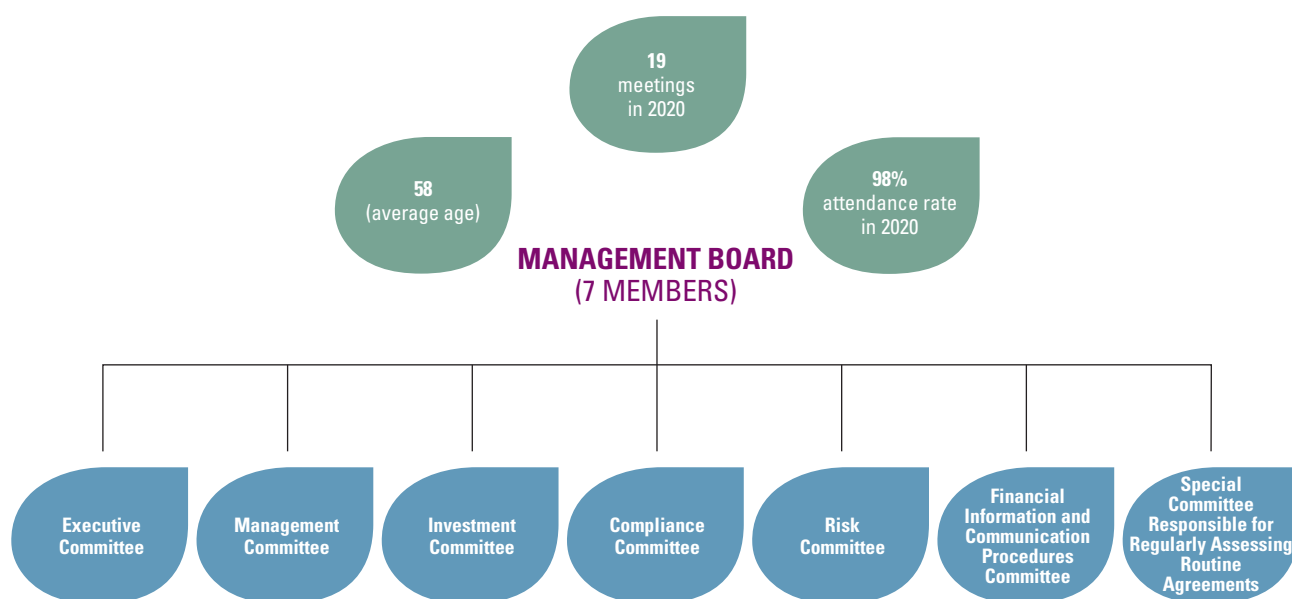 19
meetings
in 2020
58
(average age)
98%
attendance rate
in 2020
MANAGEMENT BOARD
(7 MEMBERS)
Executive
Committee
Management
Committee
Investment
Committee
Compliance
Committee
Risk
Committee
Financial
Information and
Communication
Procedures
Committee
Special
Committee
Responsible for
Regularly Assessing
Routine
Agreements